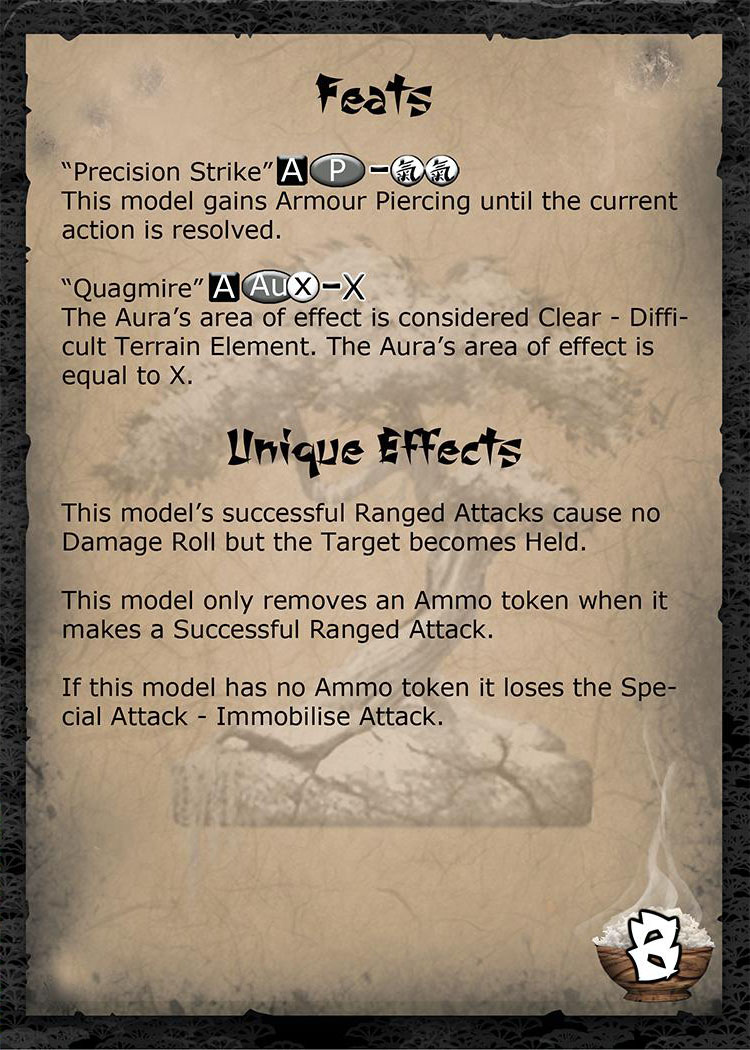 Feats
“Precision Strike” A P -氣氣
This model gains Armour Piercing until the current
action is resolved.
“Quagmire” A Au X -X
The Aura’s area of effect is considered Clear - Diffi-
cult Terrain Element. The Aura’s area of effect is
equal to X.
Unique Effects
This model’s successful Ranged Attacks cause no
Damage Roll but the Target becomes Held.
This model only removes an Ammo token when it
makes a Successful Ranged Attack.
If this model has no Ammo token it loses the Spe-
cial Attack - Immobilise Attack.
8